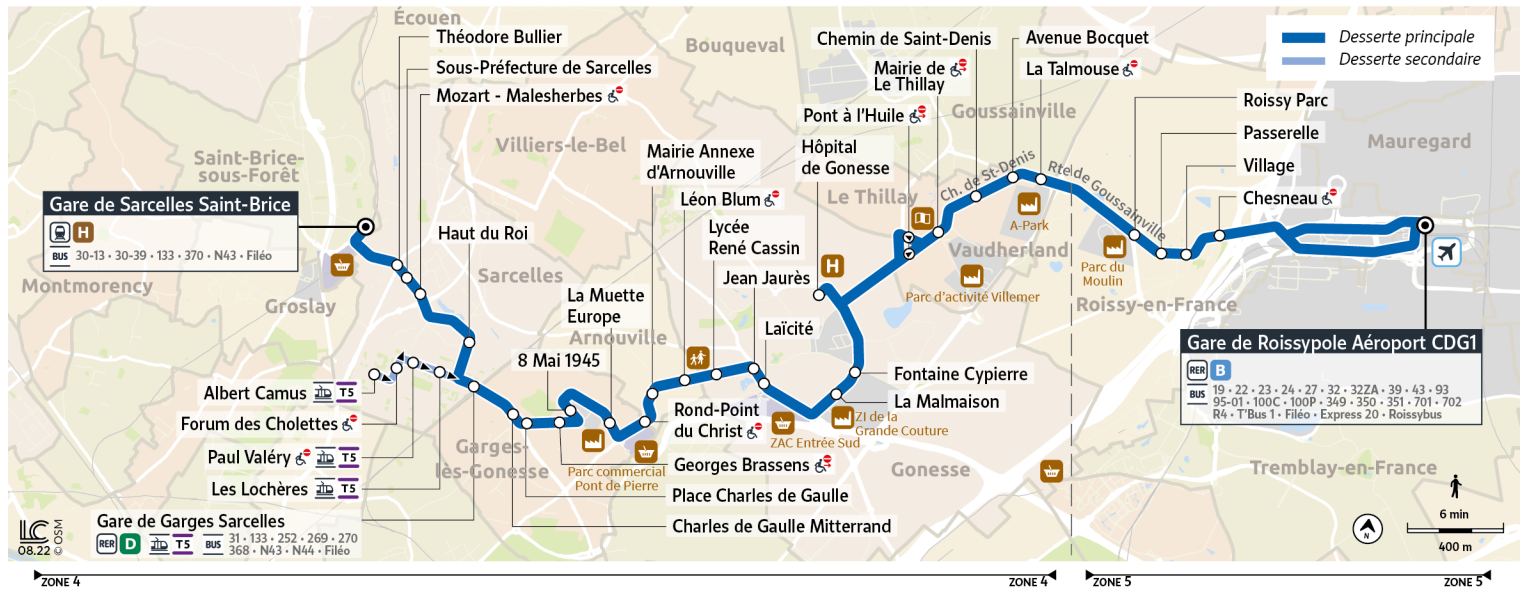 Écouen
Théodore Bullier
Sous-Préfecture de Sarcelles
Mozart - Malesherbes
Bouqueval
Chemin de Saint-Denis
Avenue Bocquet
Mairie de
Le Thillay
La Talmouse
Desserte principale
Desserte secondaire
Goussainville
Pont à l'Huile
Roissy Parc
Passerelle
Village
Chesneau
Mauregard
Villiers-le-Bel
Saint-Brice-
sous-Forêt
Mairie Annexe
d'Arnouville
Hôpital
de Gonesse
Léon Blum
Le Thillay
Ch. de St-Denis
Rte de Goussainville
Gare de Sarcelles Saint-Brice
H
BUS 30-13 • 30-39 • 133 • 370 • N43 • Filéo
Haut du Roi
Lycée
René Cassin
H
A-Park
Vaudherland
Parc du
Moulin
Montmorency
Groslay
Sarcelles
Jean Jaurès
La Muette
Europe
Parc d'activité Villemer
Roissy-en-France
Arnouville
Laïcité
8 Mai 1945
Gare de Roissypole Aéroport CDG1
RER B
BUS 19 • 22 • 23 • 24 • 27 • 32 • 32ZA • 39 • 43 • 93
95-01 • 100C • 100P • 349 • 350 • 351 • 701 • 702
R4 • T'Bus 1 • Filéo • Express 20 • Roissybus
Albert Camus T5
Forum des Cholettes
Paul Valéry T5
Les Lochères T5
Fontaine Cypierre
La Malmaison
Rond-Point
du Christ
ZI de la
Grande Couture
ZAC Entrée Sud
Garges-
lès-Gonesse
Parc commercial
Pont de Pierre
Georges Brassens
Place Charles de Gaulle
Charles de Gaulle Mitterrand
Gonesse
Tremblay-en-France
Gare de Garges Sarcelles
RER D T5 BUS 31 • 133 • 252 • 269 • 270
368 • N43 • N44 • Filéo
LC
08.22
© OSM
N
6 min
400 m
ZONE 4
ZONE 4
ZONE 5
ZONE 5